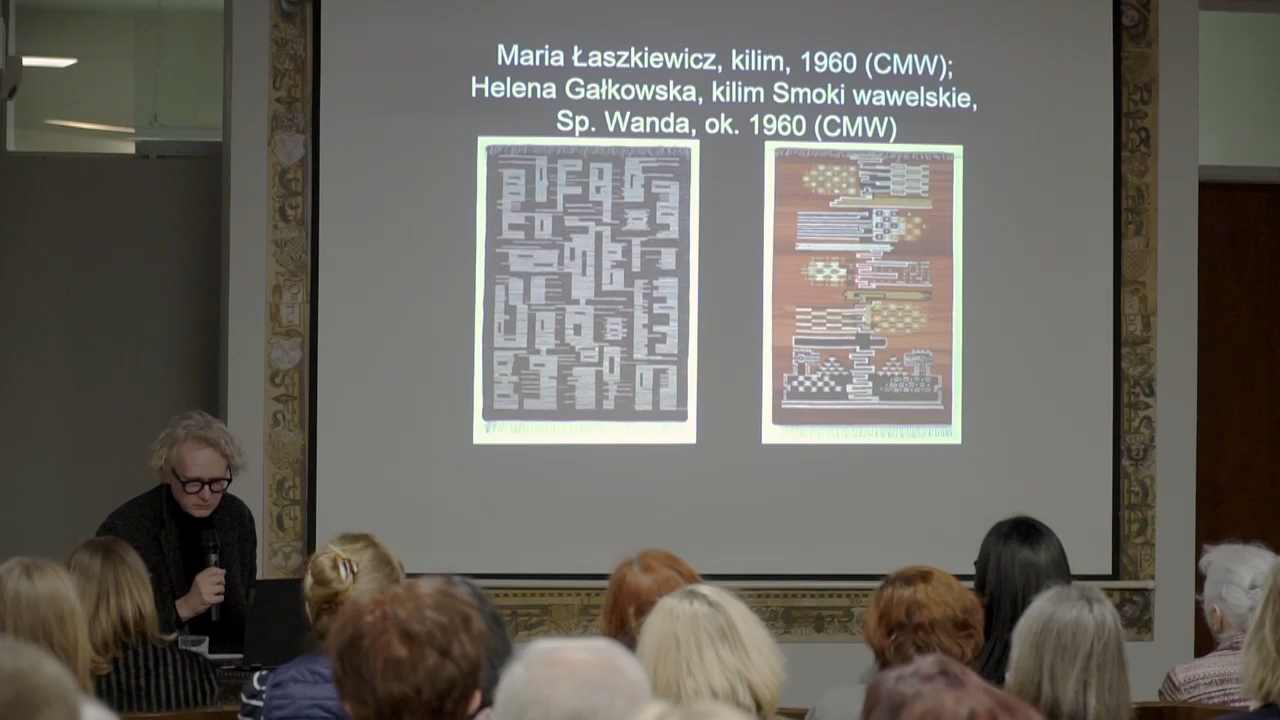 Maria Łaszkiewicz, kilim, 1960 (CMW);
Helena Gałkowska, kilim Smoki wawelskie,
Sp. Wanda, ok. 1960 (CMW)